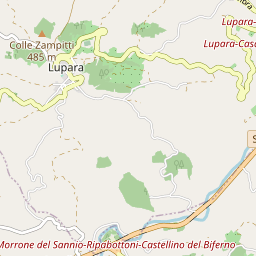 Lupara-
Lupara-Casa
Colle Zampitti
485 m
Lupara
S
Morrone del Sannio-Ripabottoni-Castellino del Biferno